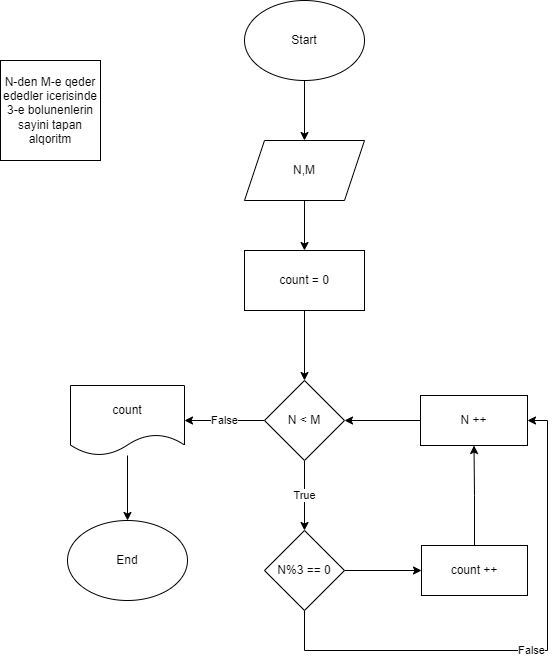 Start
N-den M-e qeder
ededler icerisinde
3-e bolunenlerin
sayini tapan
alqoritm
N,M
count = 0
count
False
N < M
N ++
True
End
N%3 == 0
count ++
False